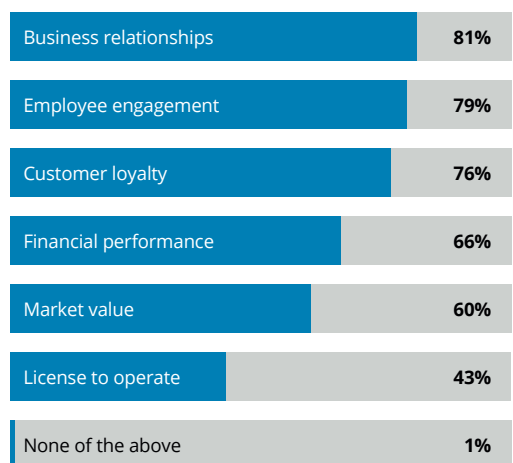 Business relationships 81%
Employee engagement 79%
Customer loyalty 76%
Financial performance 66%
Market value 60%
License to operate 43%
None of the above 1%